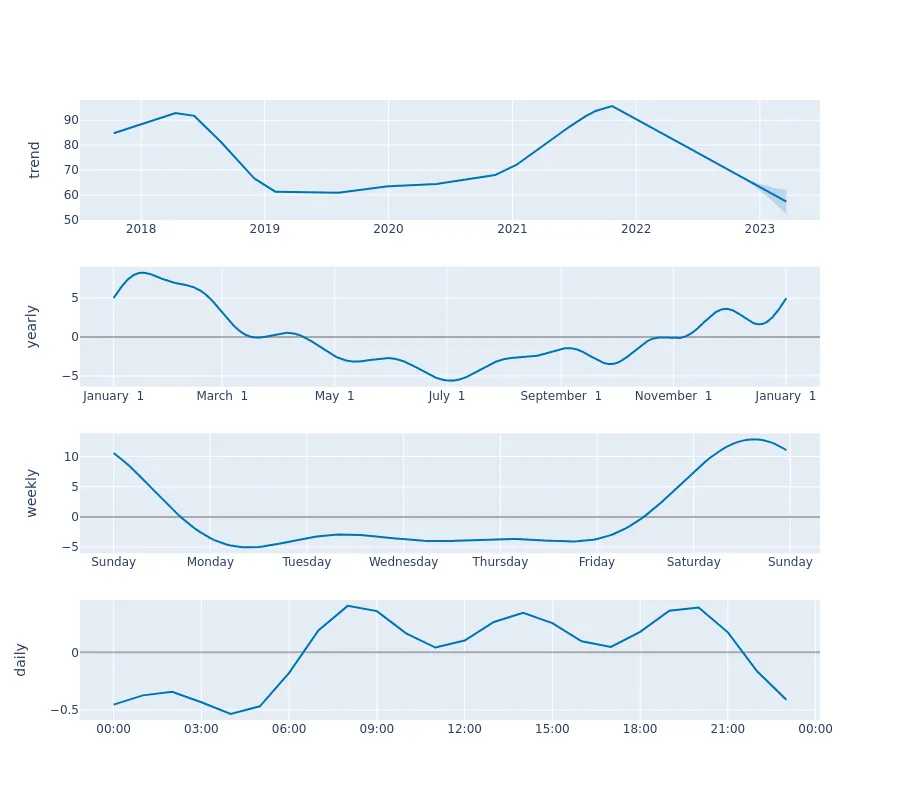 trend
90
80
70
60
50
2018 2019 2020 2021 2022 2023
yearly
5
0
−5
January 1 March 1 May 1 July 1 September 1 November 1 January 1
weekly
10
5
0
−5
Sunday Monday Tuesday Wednesday Thursday Friday Saturday Sunday
daily
0
−0.5
00:00 03:00 06:00 09:00 12:00 15:00 18:00 21:00 00:00